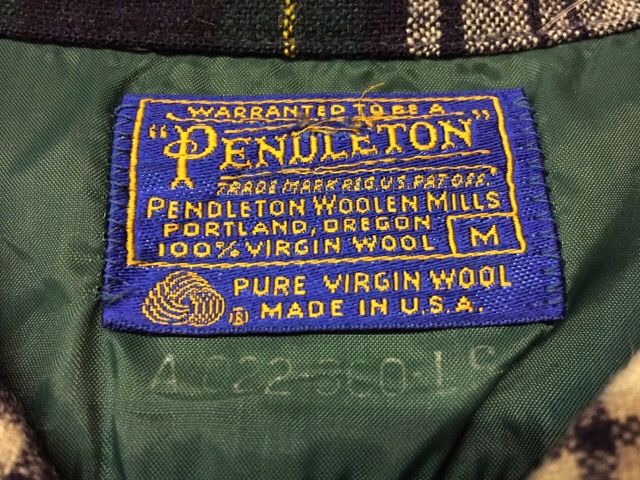 WARRANTED TO BE A
"PENDLETON"
TRADE MARK REG. U.S. PAT. OFF.
PENDLETON WOOLEN MILLS
PORTLAND, OREGON
100% VIRGIN WOOL
M
PURE VIRGIN WOOL
® MADE IN U.S.A.